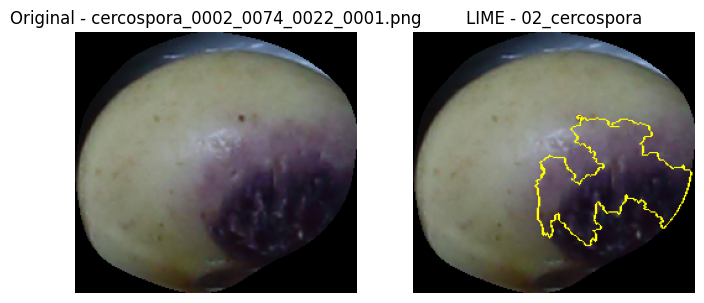 Original - cercospora_0002_0074_0022_0001.png
LIME - 02_cercospora